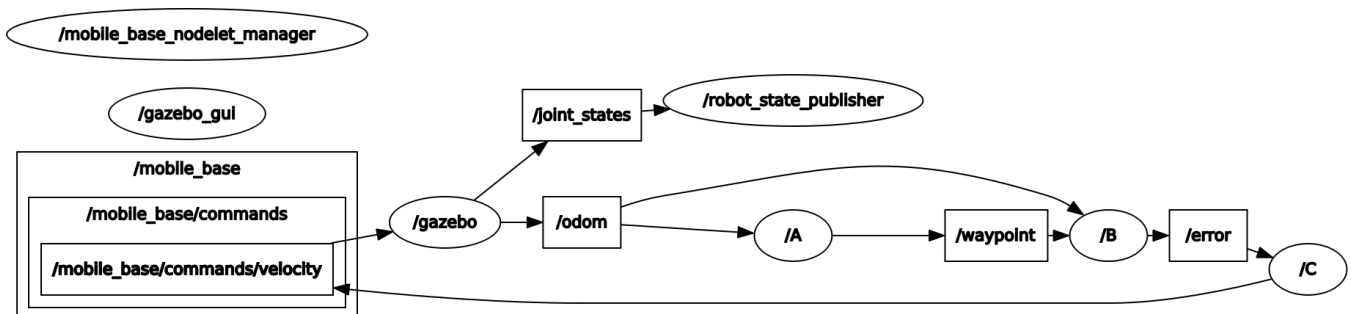 /mobile_base_nodelet_manager
/gazebo_gui
/mobile_base
/mobile_base/commands
/mobile_base/commands/velocity
/gazebo
/joint_states
/robot_state_publisher
/odom
/A
/waypoint
/B
/error
/C